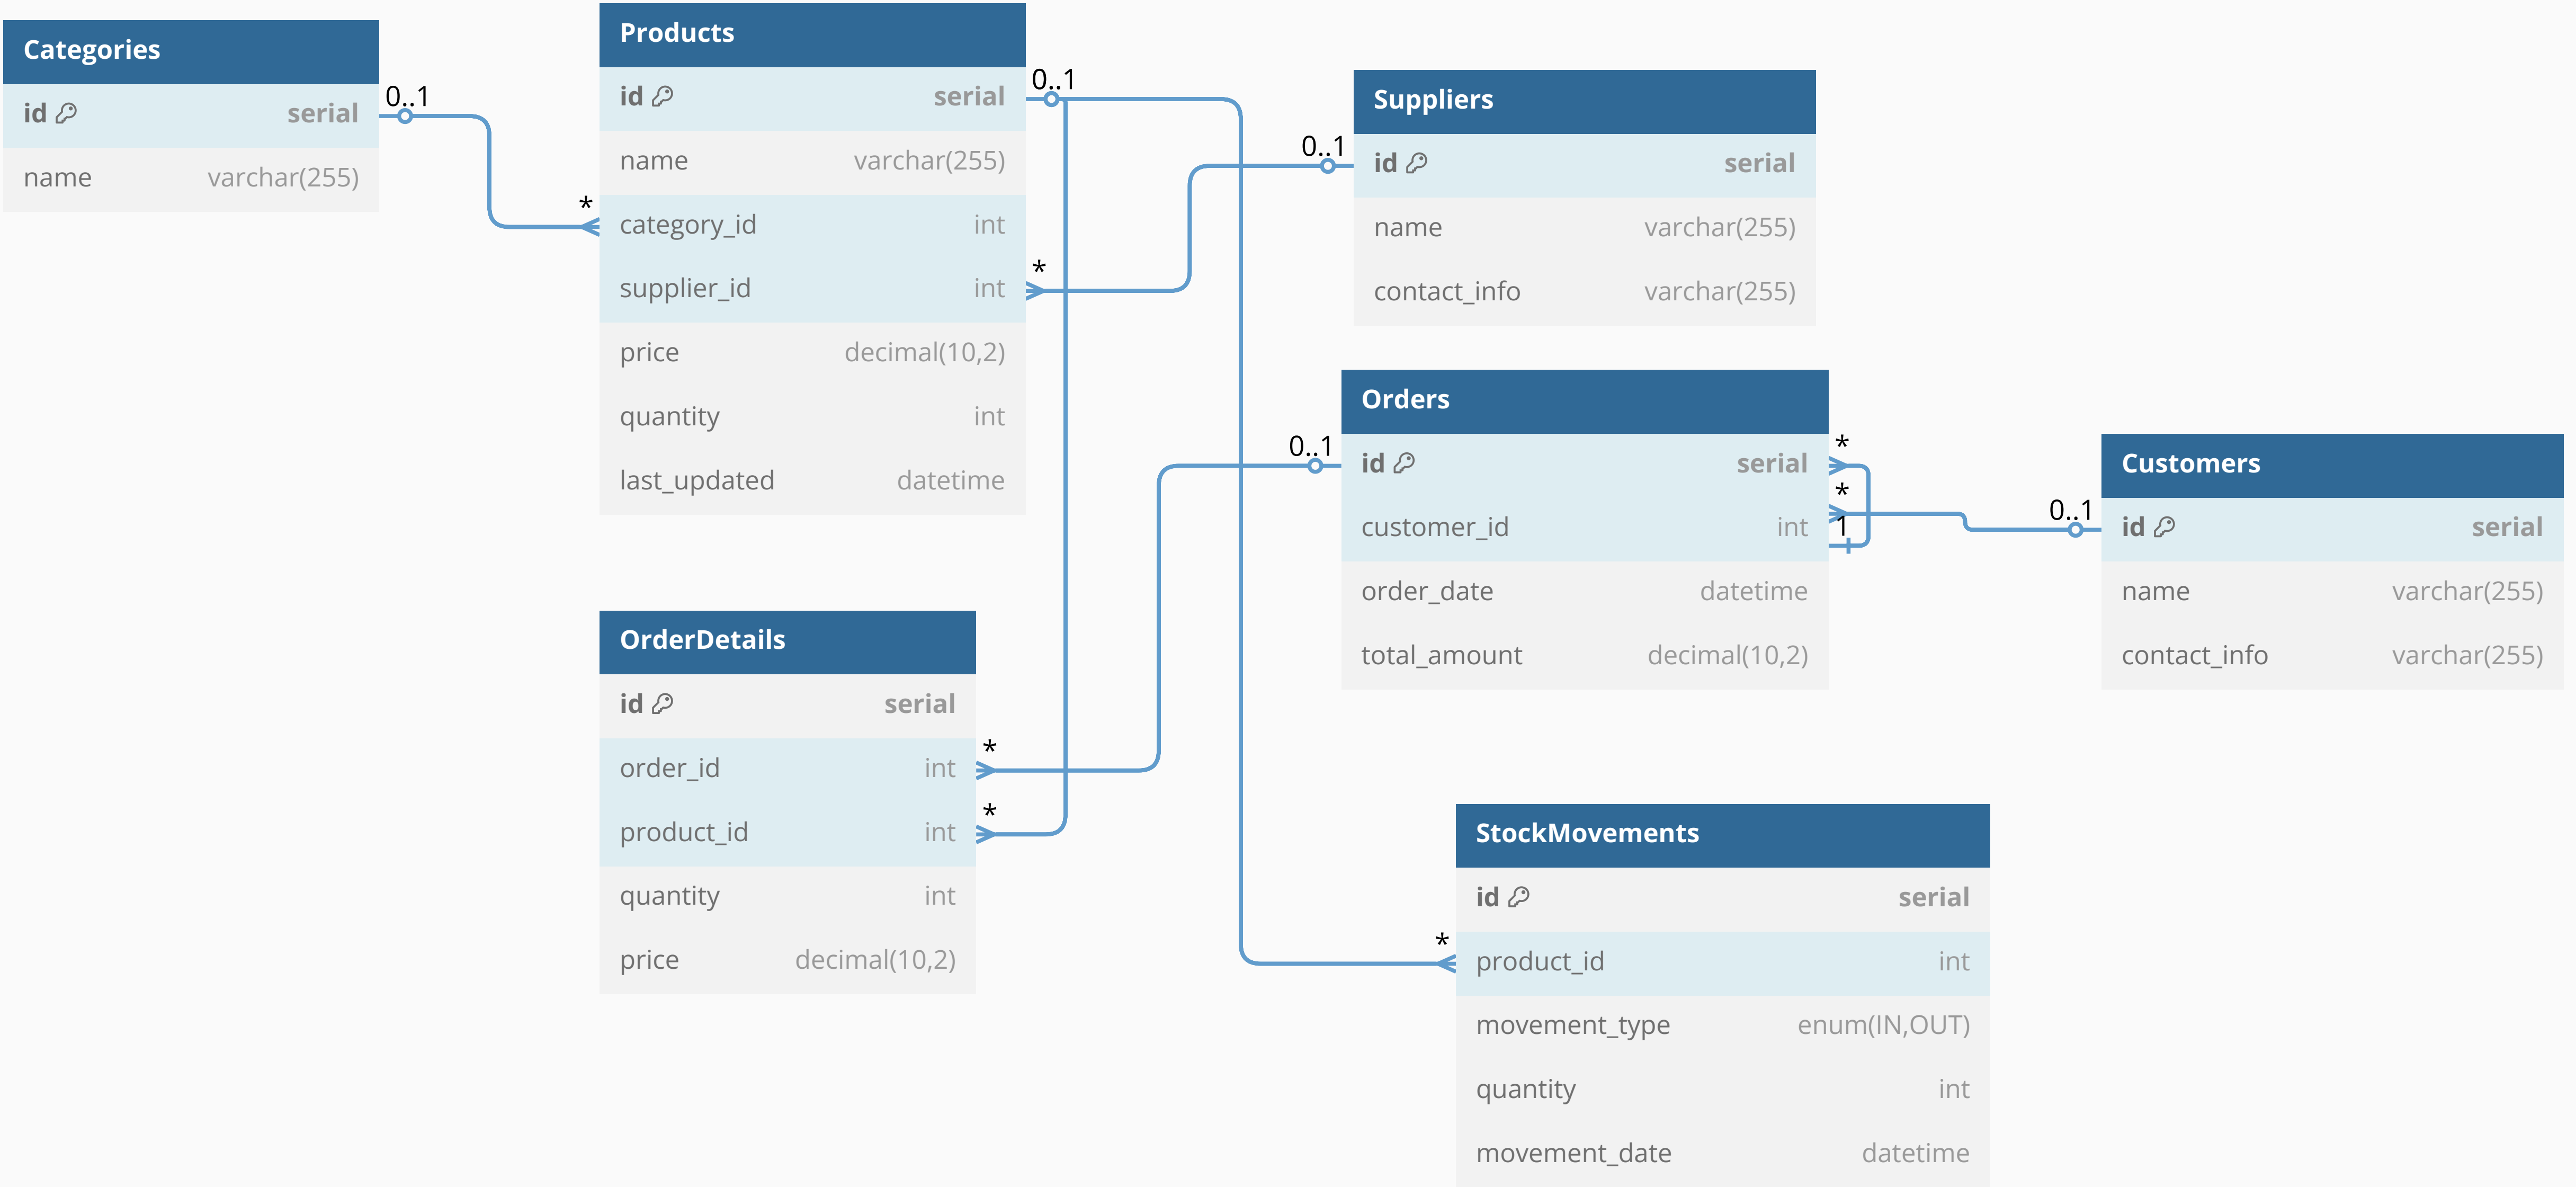 Categories
id serial
name varchar(255)
0..1
*
Products
id serial
name varchar(255)
category_id int
supplier_id int
price decimal(10,2)
quantity int
last_updated datetime
0..1
*
0..1
Suppliers
id serial
name varchar(255)
contact_info varchar(255)
0..1
Orders
id serial
customer_id int
order_date datetime
total_amount decimal(10,2)
*
*
1
0..1
Customers
id serial
name varchar(255)
contact_info varchar(255)
OrderDetails
id serial
order_id int
product_id int
quantity int
price decimal(10,2)
*
*
*
StockMovements
id serial
product_id int
movement_type enum(IN,OUT)
quantity int
movement_date datetime